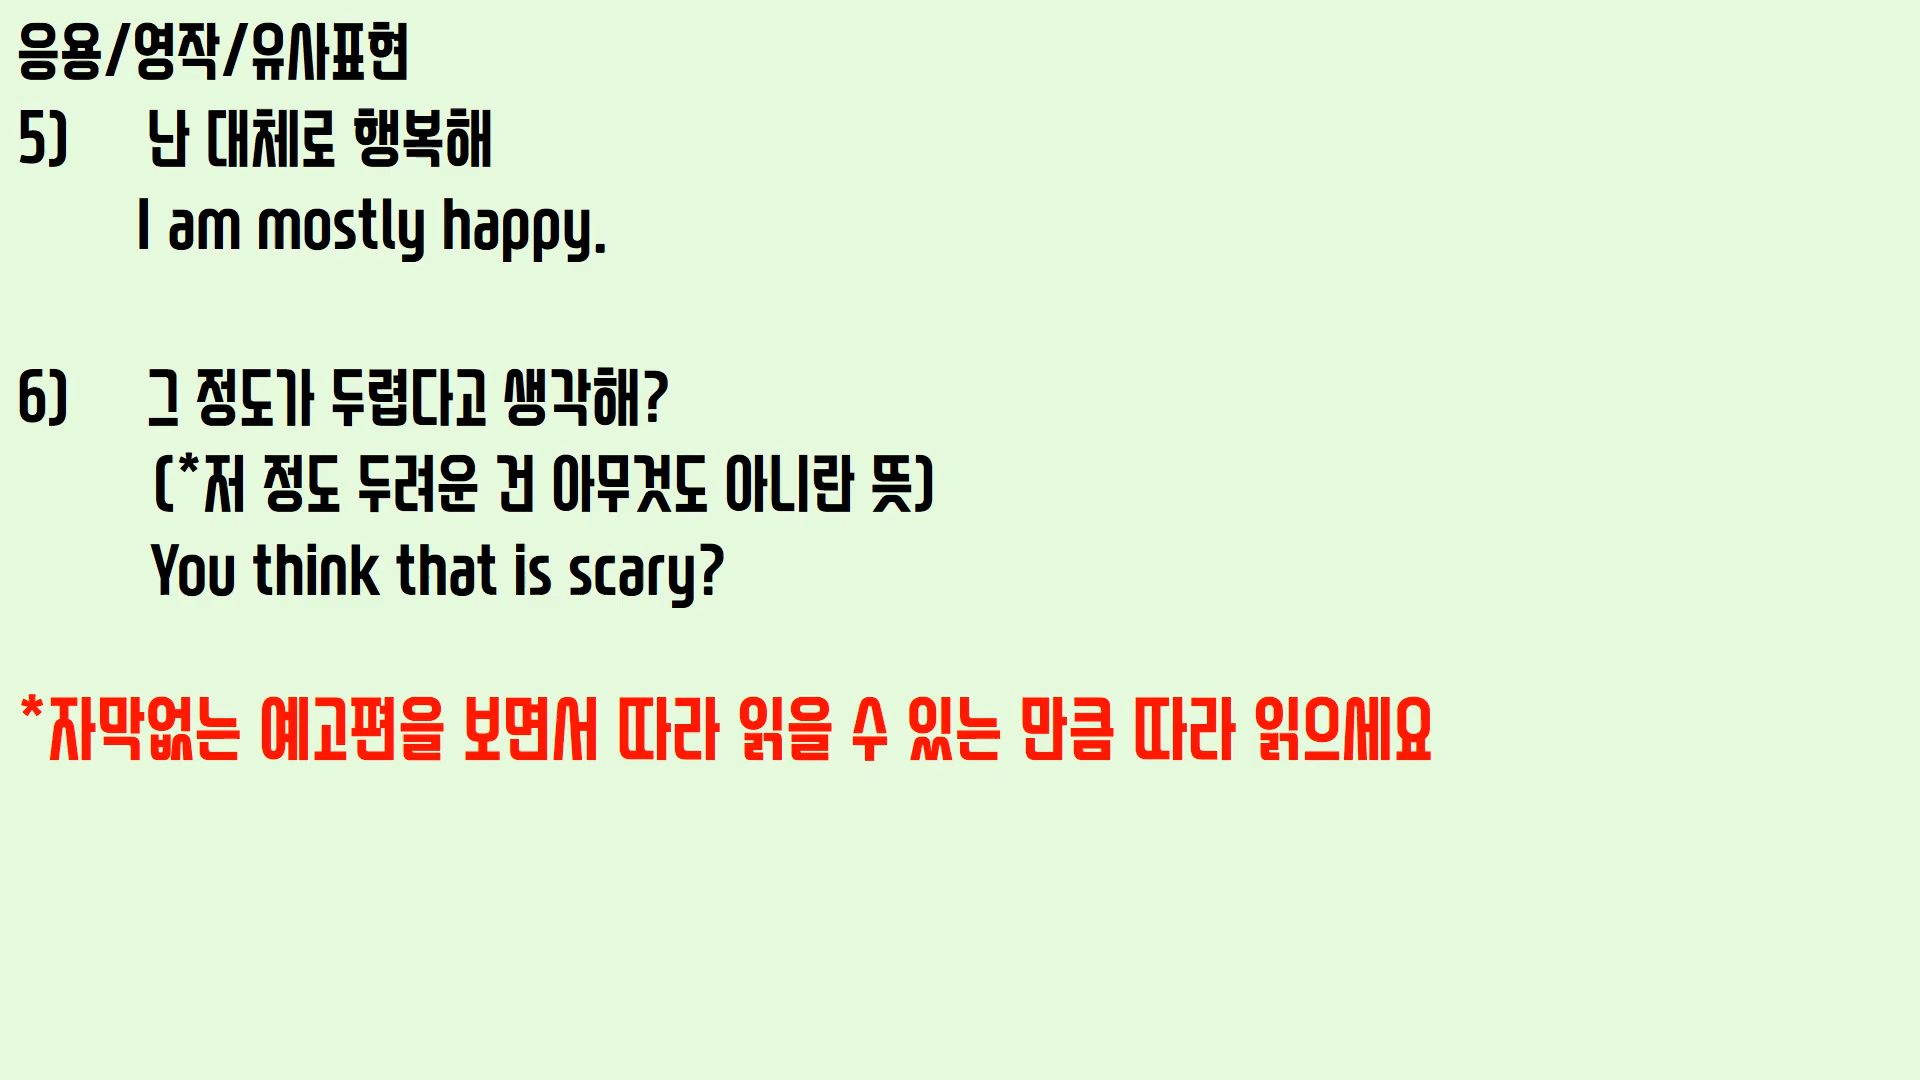 응용/영작/유사표현
5) 난 대체로 행복해
I am mostly happy.
6) 그 정도가 두렵다고 생각해?
(*저 정도 두려운 건 아무것도 아니란 뜻)
You think that is scary?
*자막없는 예고편을 보면서 따라 읽을 수 있는 만큼 따라 읽으세요